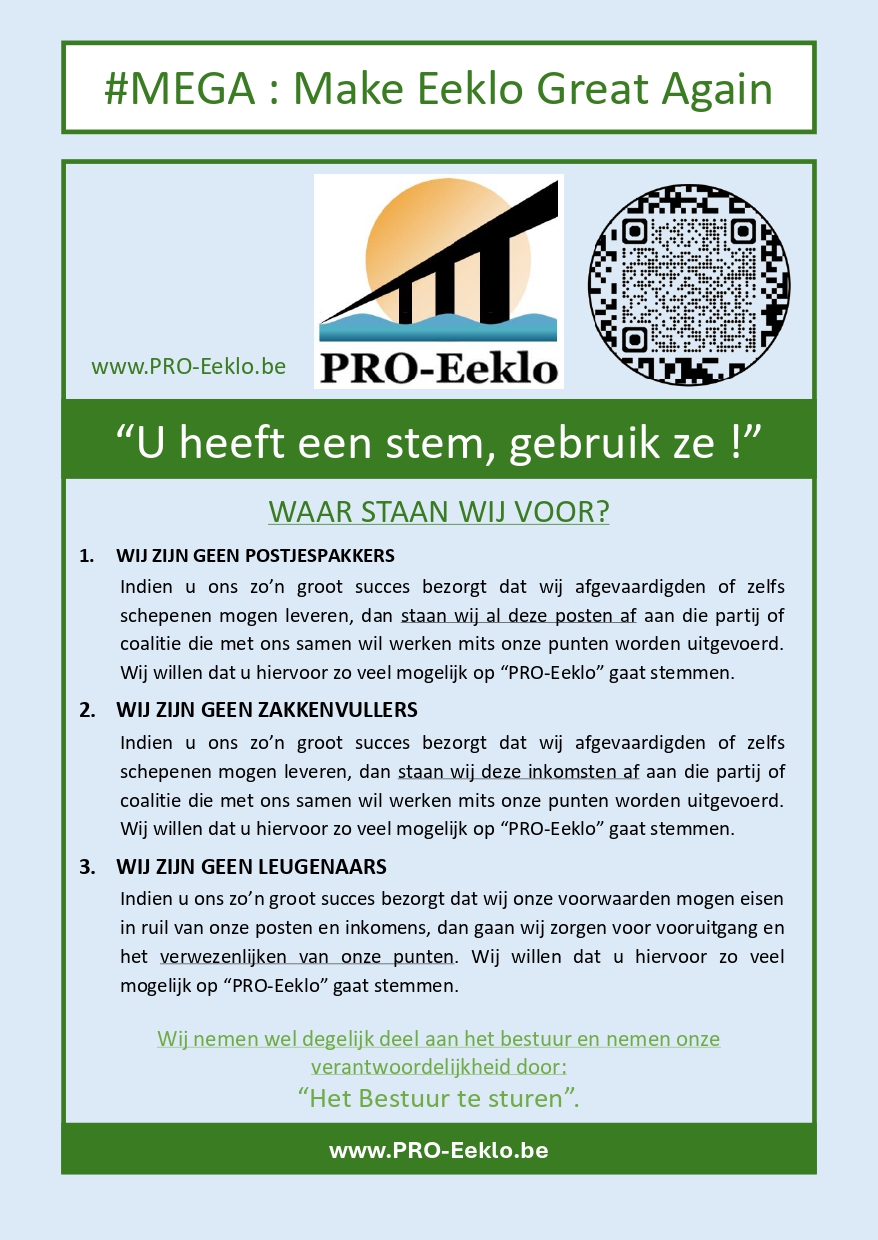 #MEGA : Make Eeklo Great Again
www.PRO-Eeklo.be
PRO-Eeklo
“U heeft een stem, gebruik ze !”
WAAR STAAN WIJ VOOR?
1. WIJ ZIJN GEEN POSTJESPAKKERS
Indien u ons zo’n groot succes bezorgt dat wij afgevaardigden of zelfs
schepenen mogen leveren, dan staan wij al deze posten af aan die partij of
coalitie die met ons samen wil werken mits onze punten worden uitgevoerd.
Wij willen dat u hiervoor zo veel mogelijk op “PRO-Eeklo” gaat stemmen.
2. WIJ ZIJN GEEN ZAKKENVULLERS
Indien u ons zo’n groot succes bezorgt dat wij afgevaardigden of zelfs
schepenen mogen leveren, dan staan wij deze inkomsten af aan die partij of
coalitie die met ons samen wil werken mits onze punten worden uitgevoerd.
Wij willen dat u hiervoor zo veel mogelijk op “PRO-Eeklo” gaat stemmen.
3. WIJ ZIJN GEEN LEUGENAARS
Indien u ons zo’n groot succes bezorgt dat wij onze voorwaarden mogen eisen
in ruil van onze posten en inkomens, dan gaan wij zorgen voor vooruitgang en
het verwezenlijken van onze punten. Wij willen dat u hiervoor zo veel
mogelijk op “PRO-Eeklo” gaat stemmen.
Wij nemen wel degelijk deel aan het bestuur en nemen onze
verantwoordelijkheid door:
“Het Bestuur te sturen”.
www.PRO-Eeklo.be